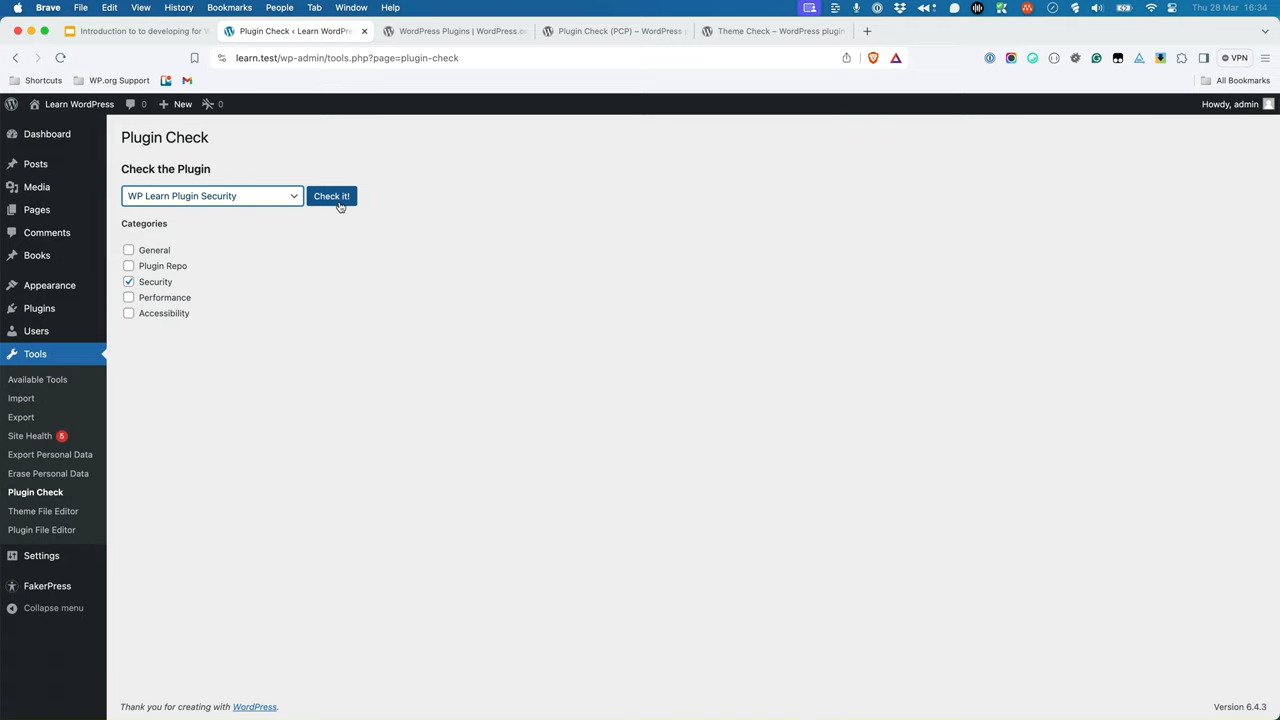 Brave File Edit View History Bookmarks People Tab Window Help Thu 28 Mar 16:34
Introduction to to developing for W Plugin Check ‹ Learn WordPre WordPress Plugins | WordPress.o Plugin Check (PCP) – WordPress Theme Check – WordPress plugin
learn.test/wp-admin/tools.php?page=plugin-check VPN
Shortcuts WP.org Support All Bookmarks
Learn WordPress 0 New 0 Howdy, admin
Dashboard
Posts
Media
Pages
Comments
Books
Appearance
Plugins
Users
Tools
Available Tools
Import
Export
Site Health 5
Export Personal Data
Erase Personal Data
Plugin Check
Theme File Editor
Plugin File Editor
Settings
FakerPress
Collapse menu
Plugin Check
Check the Plugin
WP Learn Plugin Security Check it!
Categories
General
Plugin Repo
Security
Performance
Accessibility
Thank you for creating with WordPress. Version 6.4.3